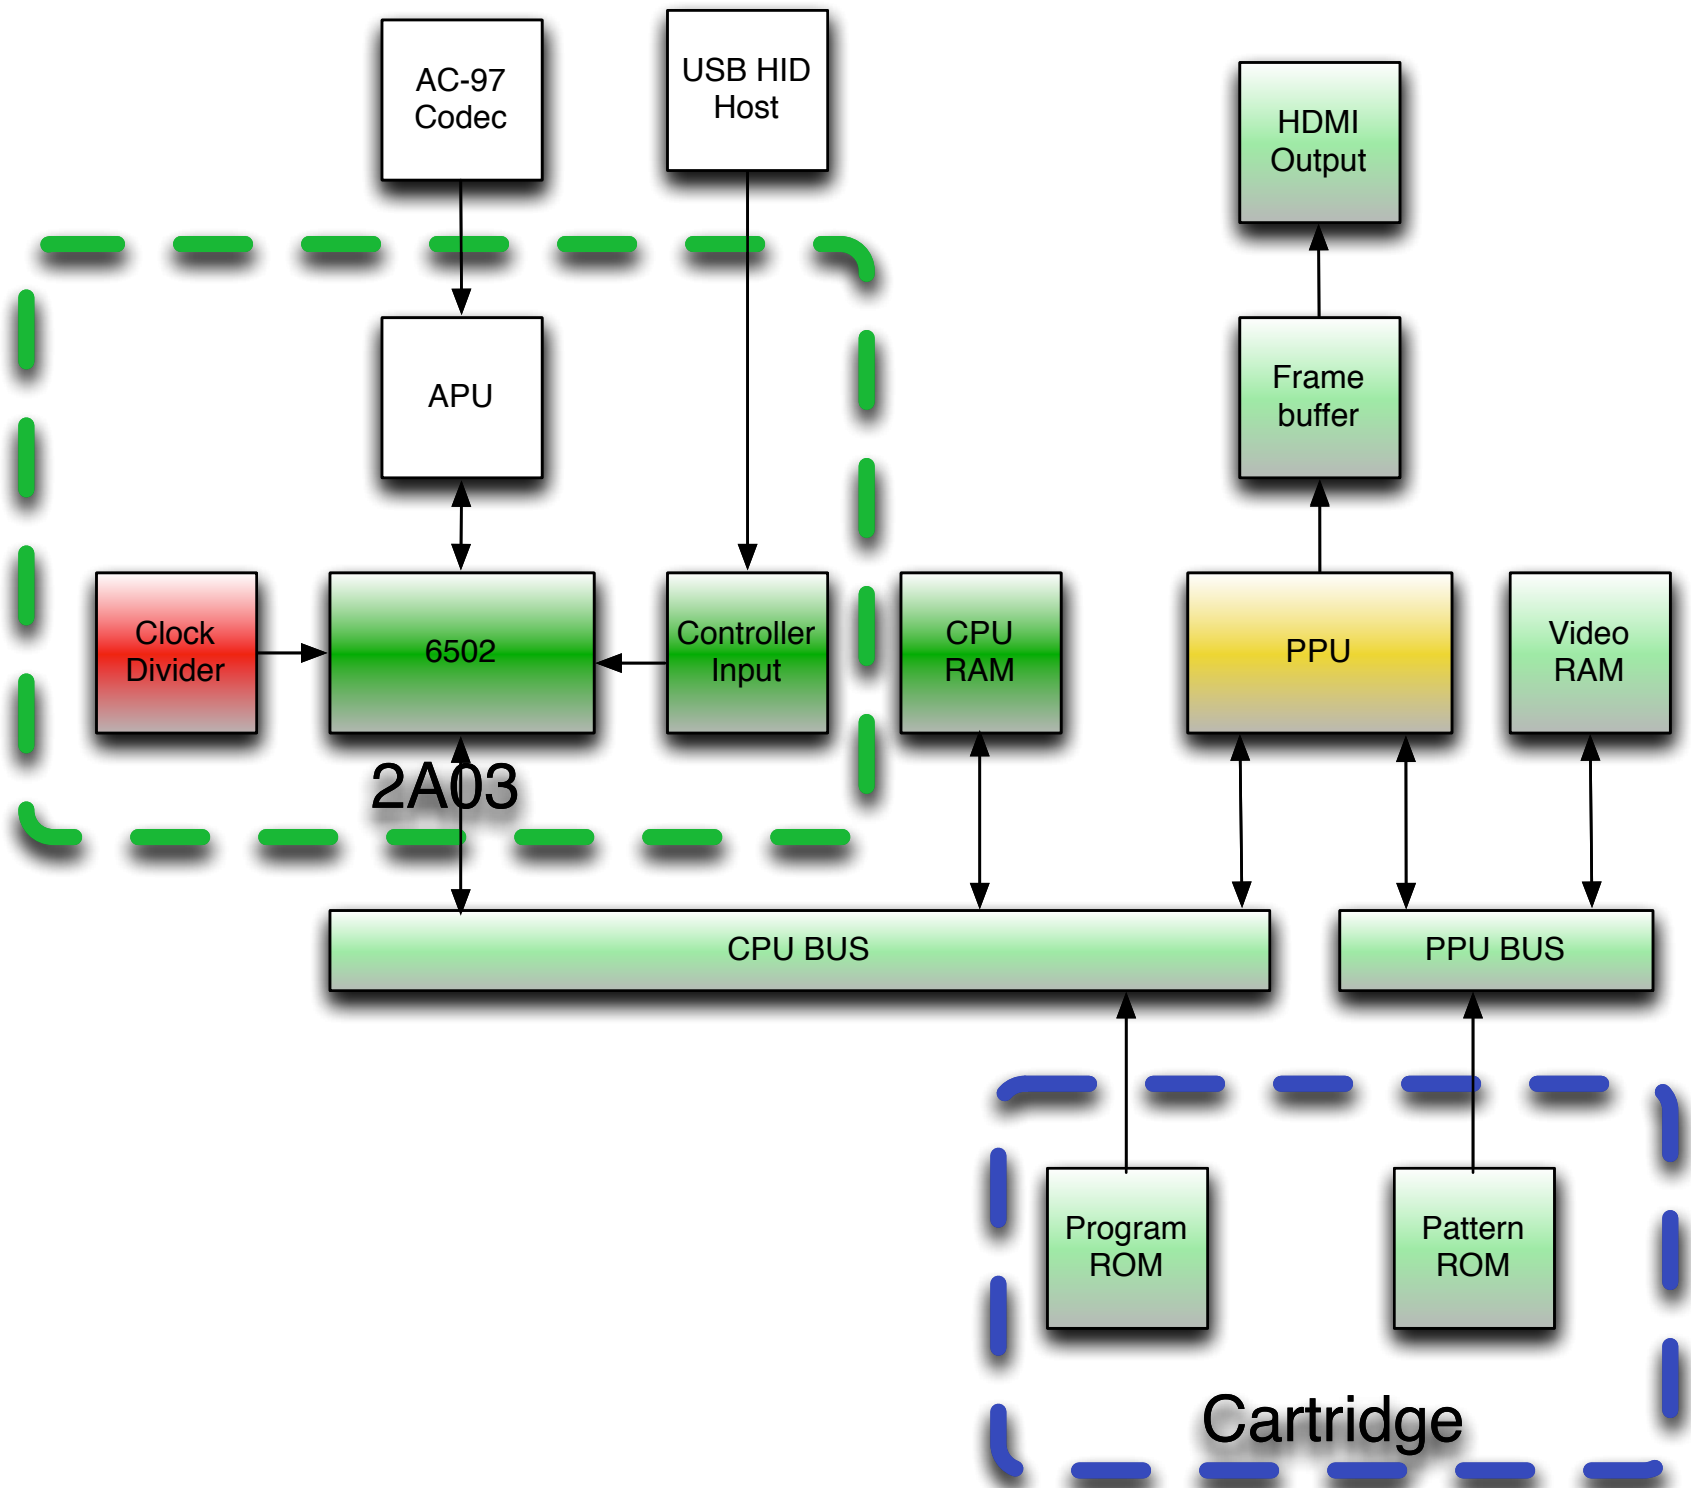 AC-97
Codec
USB HID
Host
HDMI
Output
APU
Frame
buffer
Clock
Divider
6502
Controller
Input
CPU
RAM
PPU
Video
RAM
2A03
CPU BUS
PPU BUS
Program
ROM
Pattern
ROM
Cartridge